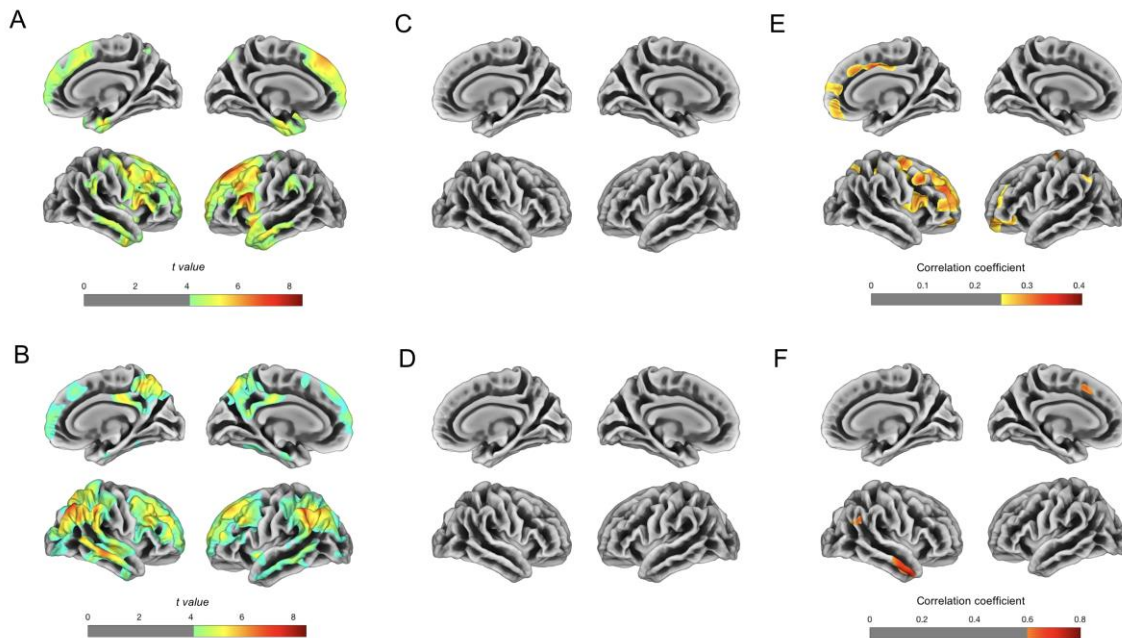 A
C
E
t value
0 2 4 6 8
Correlation coefficient
0 0.1 0.2 0.3 0.4
B
D
F
t value
0 2 4 6 8
Correlation coefficient
0 0.2 0.4 0.6 0.8